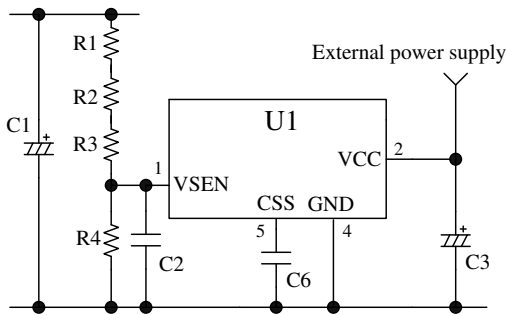 R1
External power supply
R2
C1
+
R3
U1
1
VSEN
VCC
2
CSS
GND
R4
C2
5
4
+
C3
C6